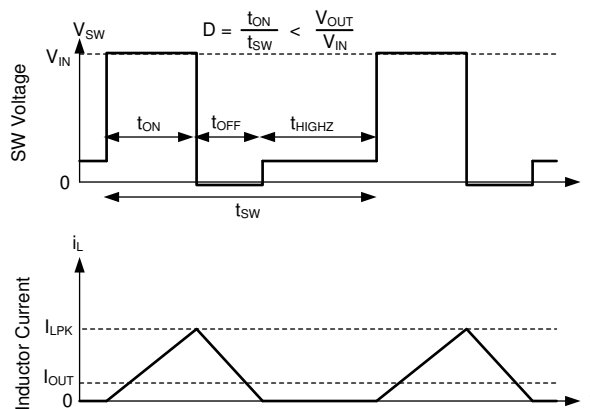 V_SW
D = t_ON / t_SW < V_OUT / V_IN
V_IN
SW Voltage
t_ON
t_OFF
t_HIGHZ
0
t_SW
i_L
Inductor Current
I_LPK
I_OUT
0